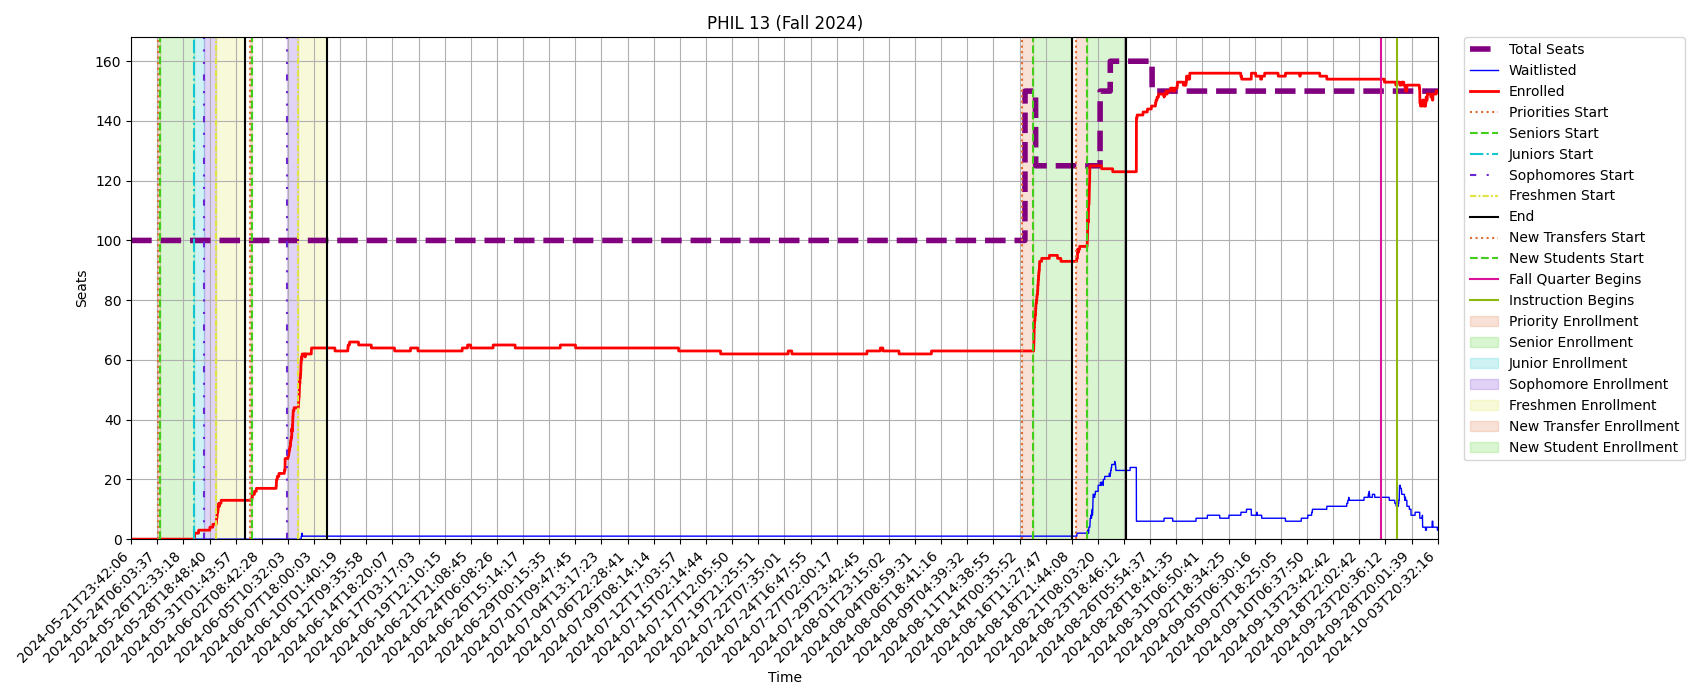 PHIL 13 (Fall 2024)
160
140
120
100
80
60
40
20
0
Seats
2024-05-21T23:42:06
2024-05-24T06:03:37
2024-05-26T12:33:18
2024-05-28T18:48:40
2024-05-31T01:43:57
2024-06-02T08:42:28
2024-06-05T10:32:03
2024-06-07T18:00:03
2024-06-10T01:40:19
2024-06-12T09:35:58
2024-06-14T18:20:07
2024-06-17T03:17:03
2024-06-19T12:10:15
2024-06-21T21:08:45
2024-06-24T06:08:26
2024-06-26T15:14:17
2024-06-29T00:15:35
2024-07-01T09:47:45
2024-07-04T13:17:23
2024-07-06T22:28:41
2024-07-09T08:14:14
2024-07-12T17:03:57
2024-07-15T02:14:44
2024-07-17T12:05:50
2024-07-19T21:25:51
2024-07-22T07:35:01
2024-07-24T16:47:55
2024-07-27T02:00:17
2024-07-29T23:42:45
2024-08-01T23:15:02
2024-08-04T08:59:31
2024-08-06T18:41:16
2024-08-09T04:39:32
2024-08-11T14:38:55
2024-08-14T00:35:52
2024-08-16T11:27:47
2024-08-18T21:44:08
2024-08-21T08:03:20
2024-08-23T18:46:12
2024-08-26T05:54:37
2024-08-28T18:41:35
2024-08-31T06:50:41
2024-09-02T18:34:25
2024-09-05T06:30:16
2024-09-07T18:25:05
2024-09-10T06:37:50
2024-09-13T23:42:42
2024-09-18T22:02:42
2024-09-23T20:36:12
2024-09-28T20:01:39
2024-10-03T20:32:16
Time
Total Seats
Waitlisted
Enrolled
Priorities Start
Seniors Start
Juniors Start
Sophomores Start
Freshmen Start
End
New Transfers Start
New Students Start
Fall Quarter Begins
Instruction Begins
Priority Enrollment
Senior Enrollment
Junior Enrollment
Sophomore Enrollment
Freshmen Enrollment
New Transfer Enrollment
New Student Enrollment